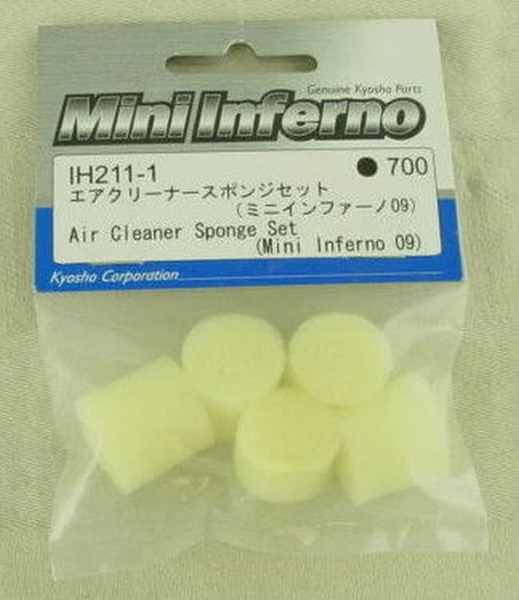 Genuine Kyosho Parts
Mini Inferno
IH211-1 ●700
エアクリーナースポンジセット
(ミニインファーノ09)
Air Cleaner Sponge Set
(Mini Inferno 09)
Kyosho Corporation